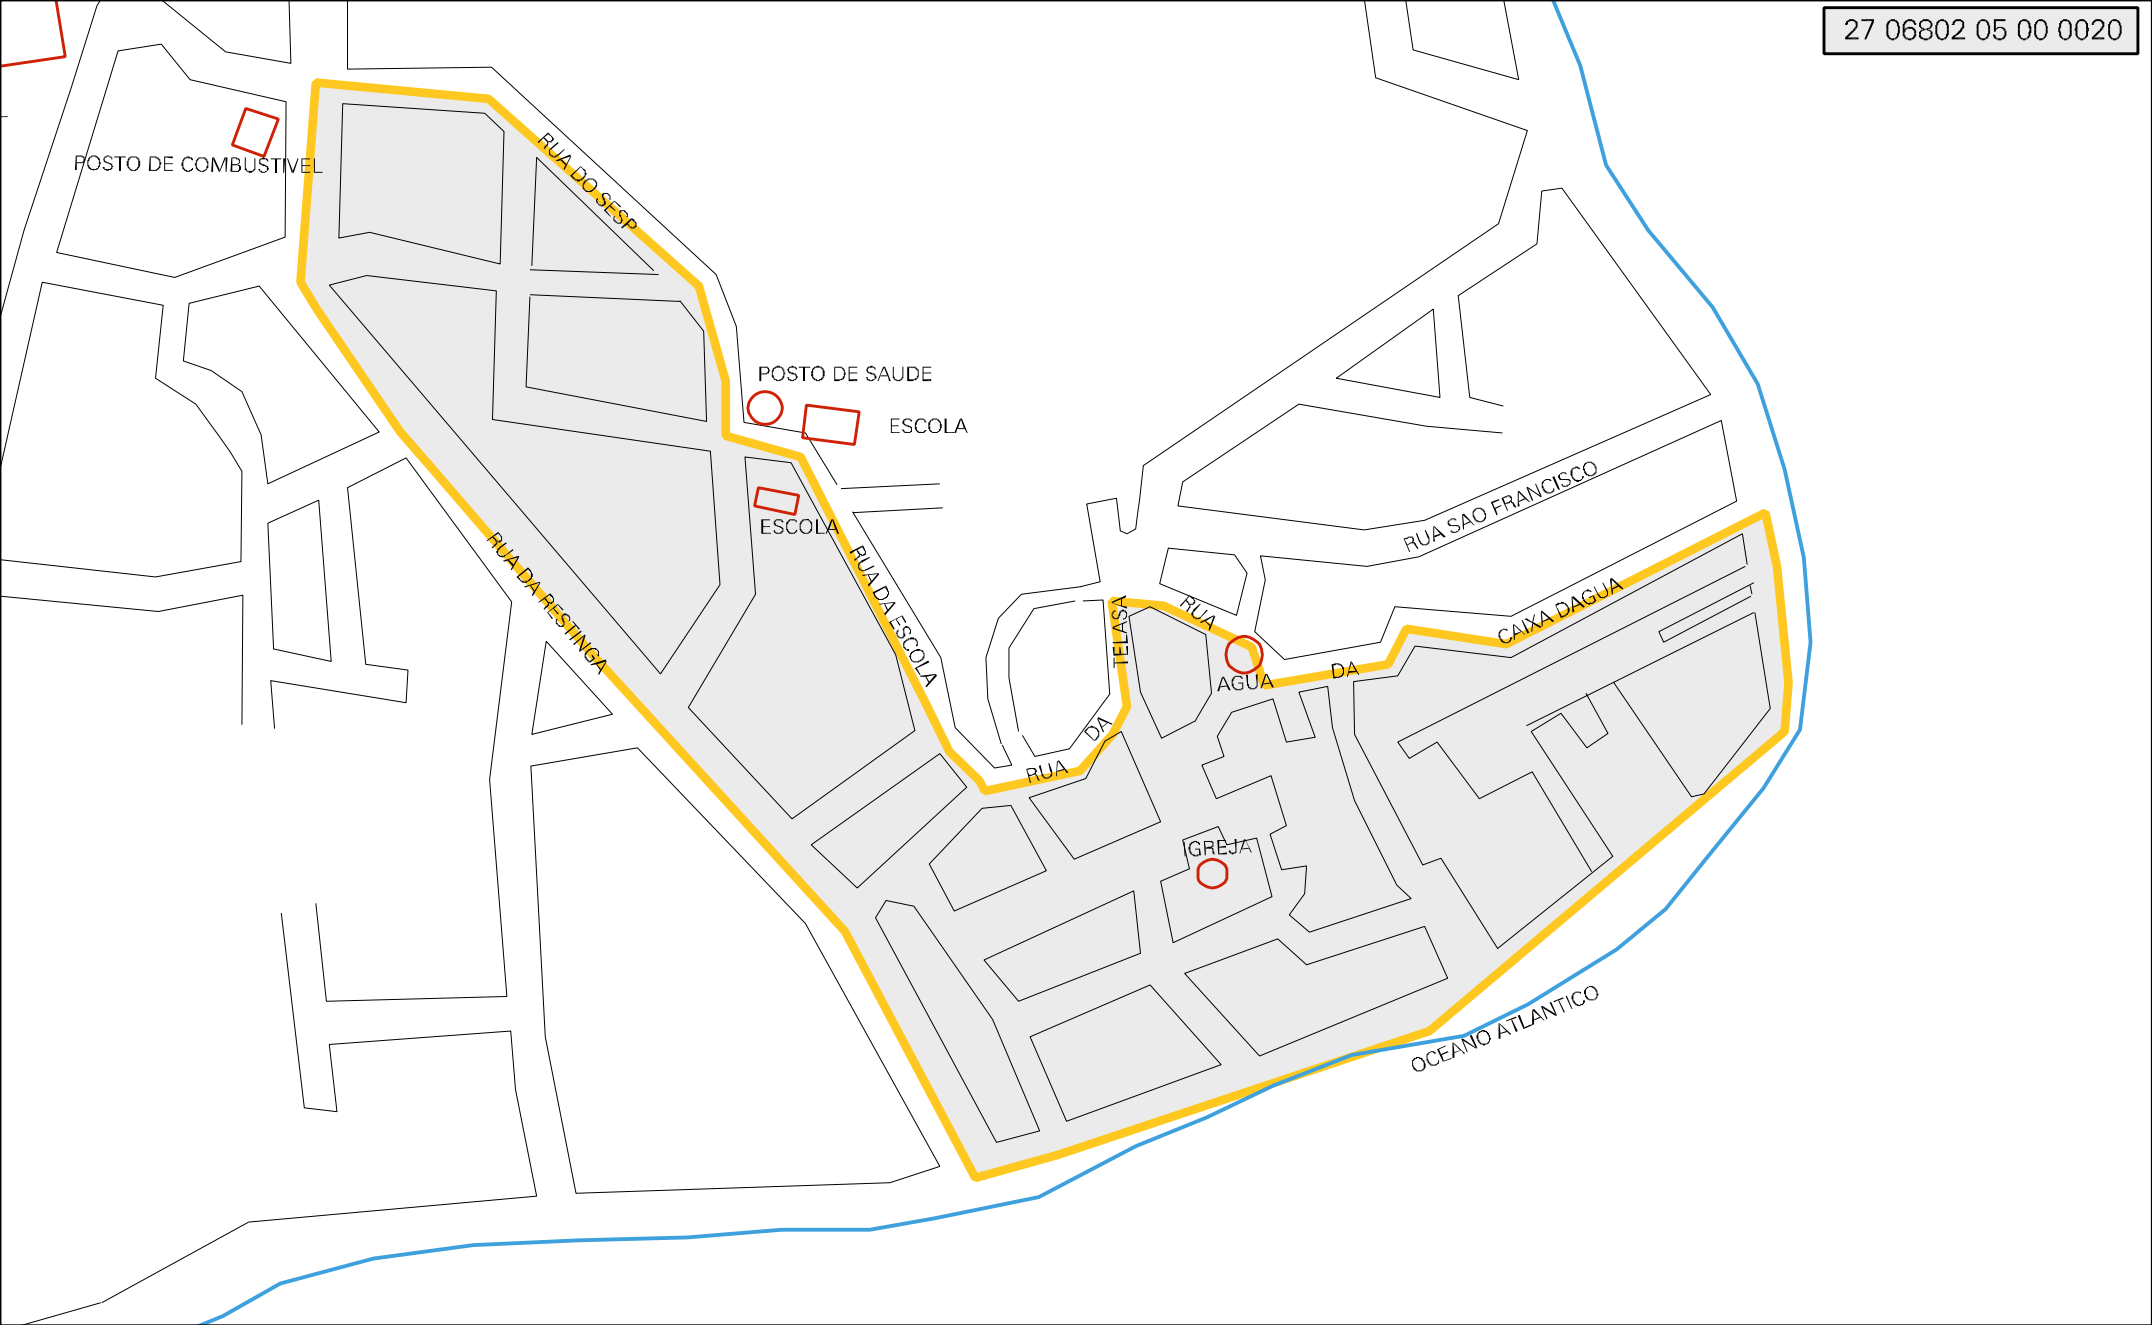 27 06802 05 00 0020
RUA DO SESP
POSTO DE COMBUSTIVEL
POSTO DE SAUDE
ESCOLA
ESCOLA
RUA SAO FRANCISCO
RUA DA RESTINGA
RUA DA ESCOLA
RUA DA TELASA
RUA DA CAIXA DAGUA
AGUA
IGREJA
OCEANO ATLANTICO